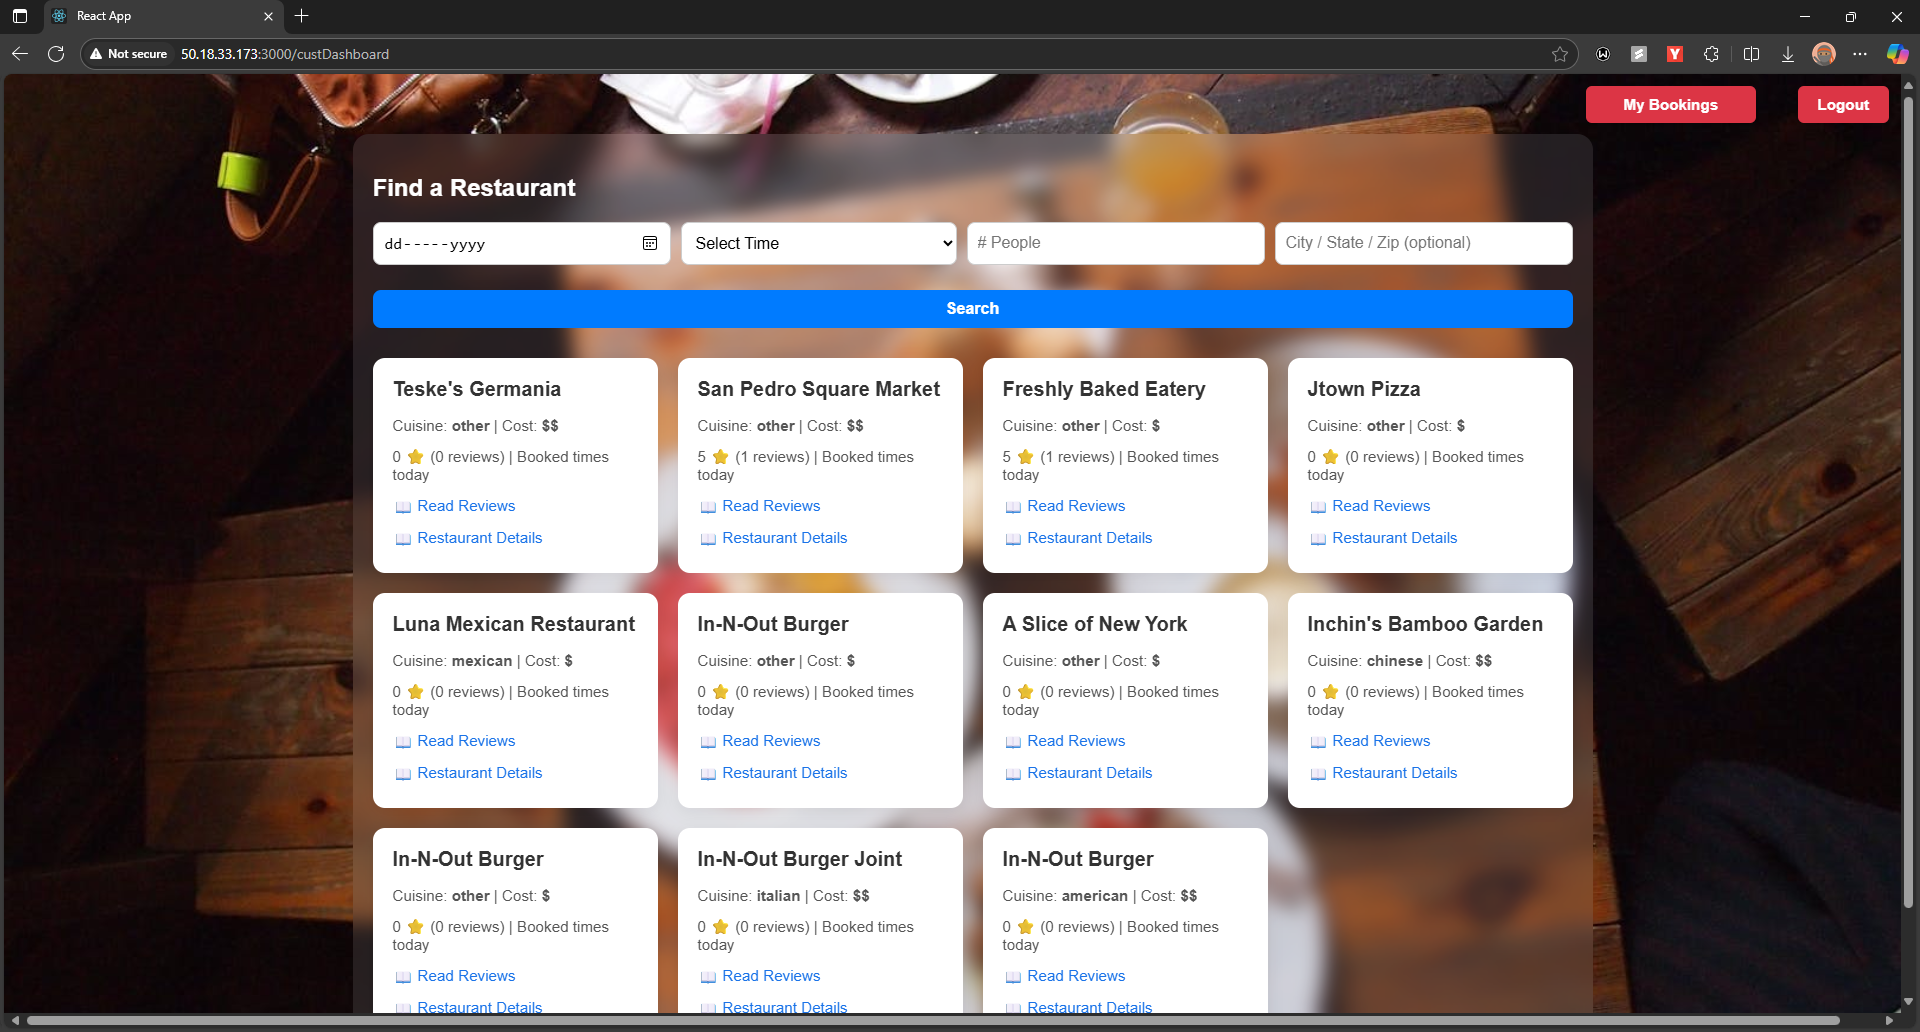 React App
Not secure
50.18.33.173:3000/custDashboard
My Bookings
Logout
Find a Restaurant
dd-----yyyy
Select Time
# People
City / State / Zip (optional)
Search
Teske's Germania
Cuisine: other | Cost: $$
0 ⭐ (0 reviews) | Booked times
today
📖 Read Reviews
📖 Restaurant Details
San Pedro Square Market
Cuisine: other | Cost: $$
5 ⭐ (1 reviews) | Booked times
today
📖 Read Reviews
📖 Restaurant Details
Freshly Baked Eatery
Cuisine: other | Cost: $
5 ⭐ (1 reviews) | Booked times
today
📖 Read Reviews
📖 Restaurant Details
Jtown Pizza
Cuisine: other | Cost: $
0 ⭐ (0 reviews) | Booked times
today
📖 Read Reviews
📖 Restaurant Details
Luna Mexican Restaurant
Cuisine: mexican | Cost: $
0 ⭐ (0 reviews) | Booked times
today
📖 Read Reviews
📖 Restaurant Details
In-N-Out Burger
Cuisine: other | Cost: $
0 ⭐ (0 reviews) | Booked times
today
📖 Read Reviews
📖 Restaurant Details
A Slice of New York
Cuisine: other | Cost: $
0 ⭐ (0 reviews) | Booked times
today
📖 Read Reviews
📖 Restaurant Details
Inchin's Bamboo Garden
Cuisine: chinese | Cost: $$
0 ⭐ (0 reviews) | Booked times
today
📖 Read Reviews
📖 Restaurant Details
In-N-Out Burger
Cuisine: other | Cost: $
0 ⭐ (0 reviews) | Booked times
today
📖 Read Reviews
📖 Restaurant Details
In-N-Out Burger Joint
Cuisine: italian | Cost: $$
0 ⭐ (0 reviews) | Booked times
today
📖 Read Reviews
📖 Restaurant Details
In-N-Out Burger
Cuisine: american | Cost: $$
0 ⭐ (0 reviews) | Booked times
today
📖 Read Reviews
📖 Restaurant Details